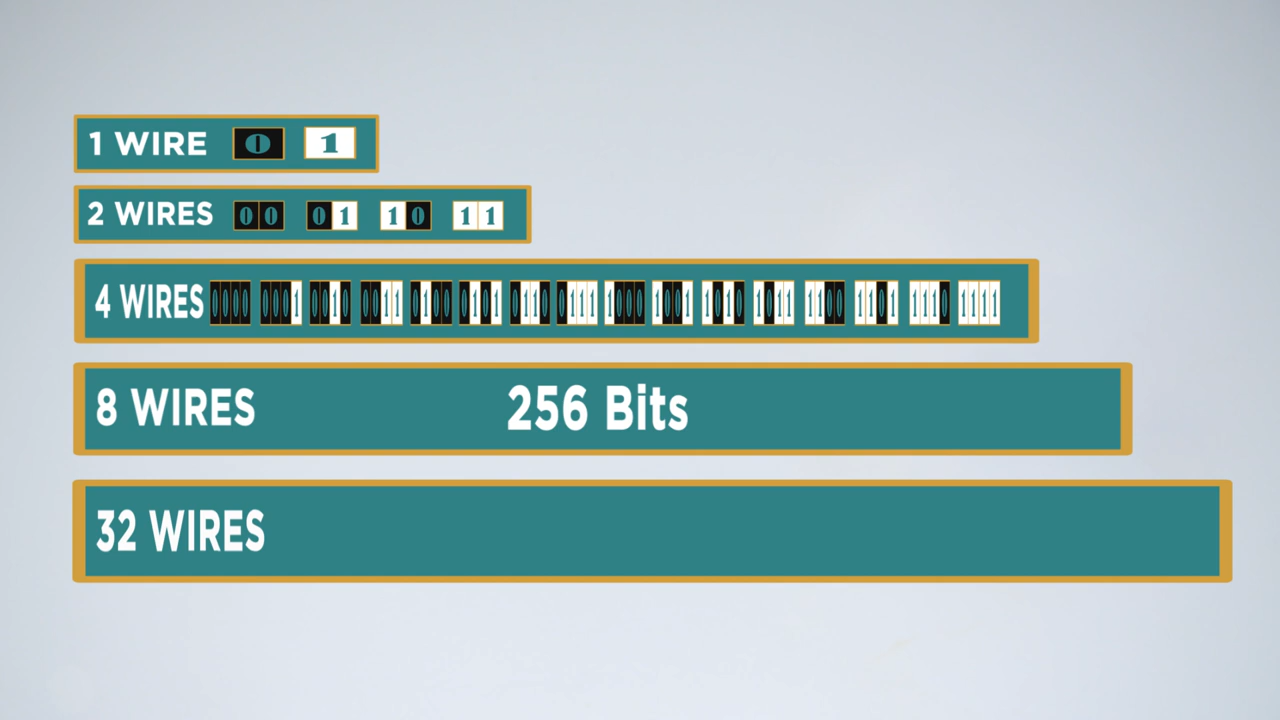 1 WIRE 0 1
2 WIRES 00 01 10 11
4 WIRES 0000 0001 0010 0011 0100 0101 0110 0111 1000 1001 1010 1011 1100 1101 1110 1111
8 WIRES 256 Bits
32 WIRES